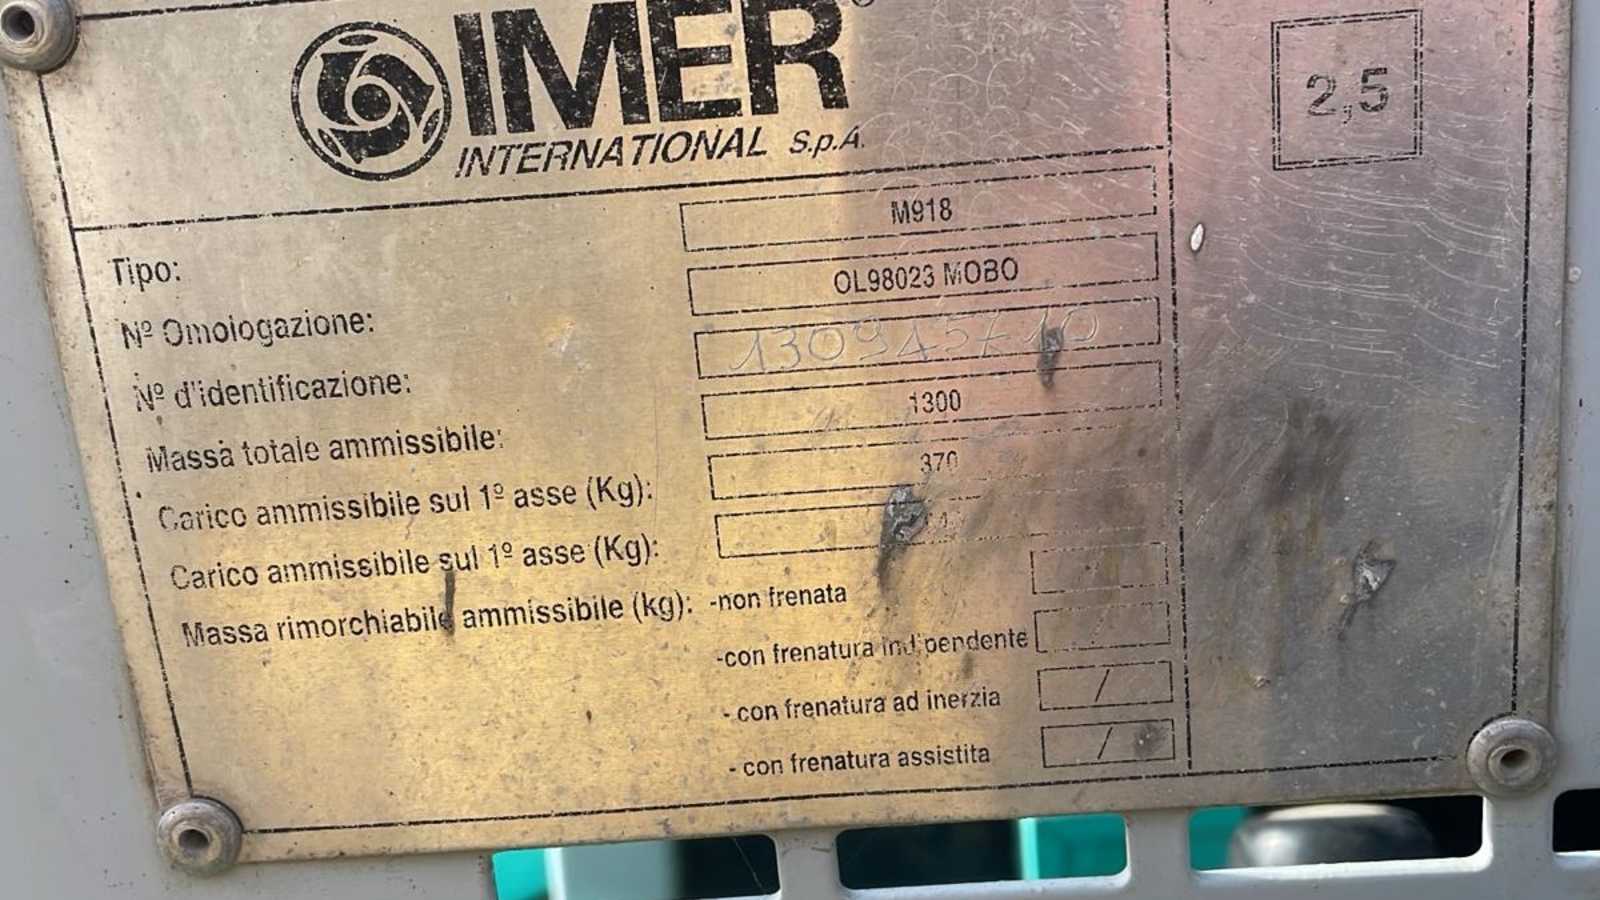 IMER®
INTERNATIONAL S.p.A.
2,5
Tipo: M918
Nº Omologazione: OL98023 MOBO
Nº d'identificazione: 130915710
Massa totale ammissibile: 1300
Carico ammissibile sul 1º asse (Kg): 370
Carico ammissibile sul 1º asse (Kg):
Massa rimorchiabile ammissibile (kg): -non frenata /
-con frenatura indipendente /
- con frenatura ad inerzia /
- con frenatura assistita /